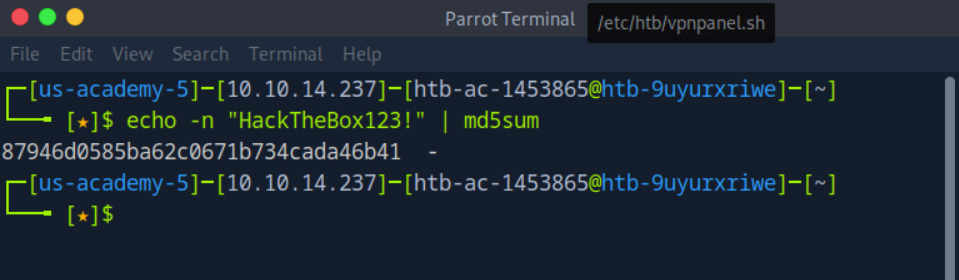 Parrot Terminal
/etc/htb/vpnpanel.sh
File Edit View Search Terminal Help
┌─[us-academy-5]─[10.10.14.237]─[htb-ac-1453865@htb-9uyurxriwe]─[~]
└──╼ [★]$ echo -n "HackTheBox123!" | md5sum
87946d0585ba62c0671b734cada46b41  -
┌─[us-academy-5]─[10.10.14.237]─[htb-ac-1453865@htb-9uyurxriwe]─[~]
└──╼ [★]$